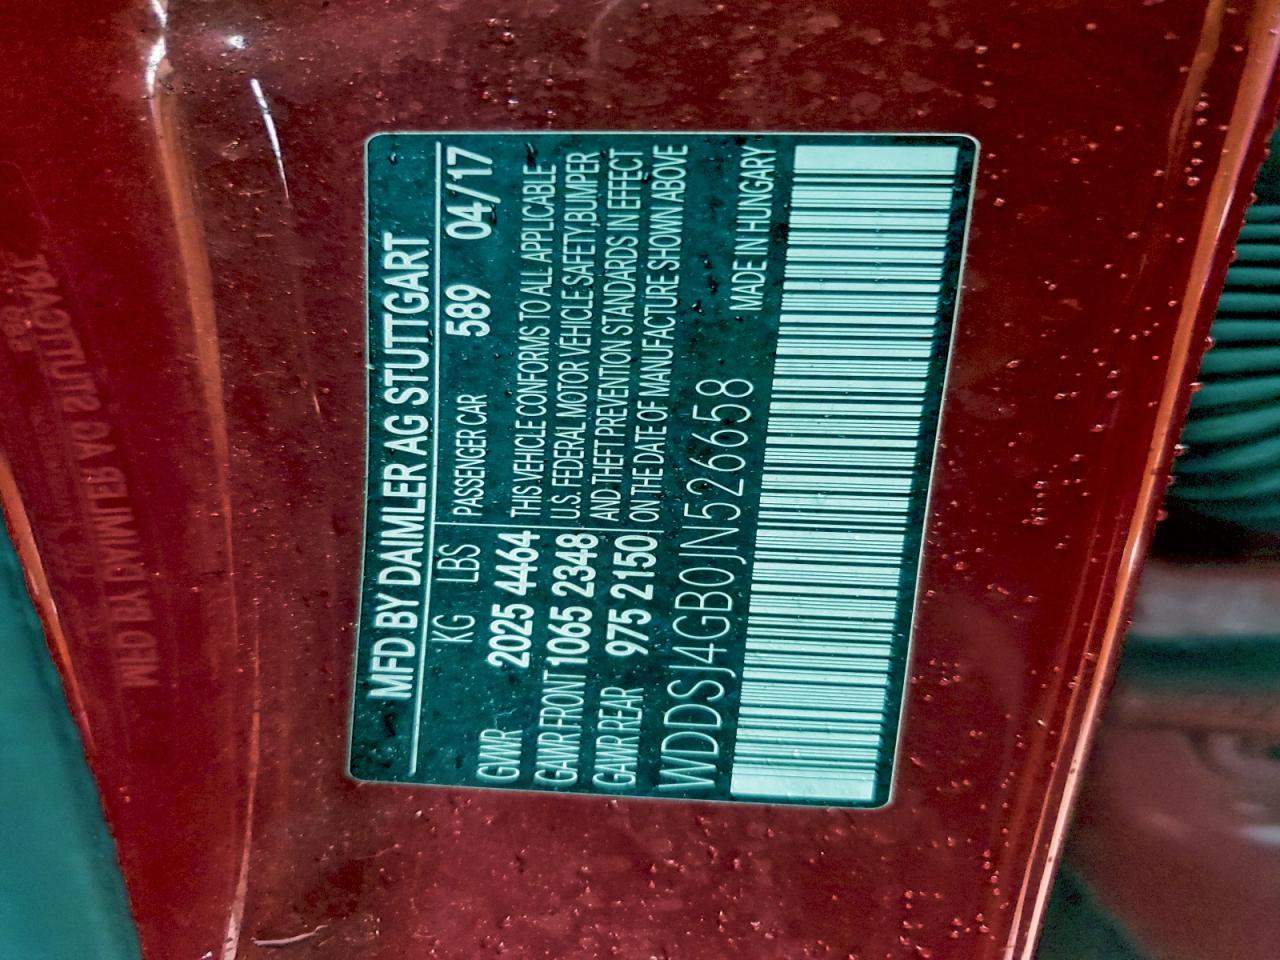 MFD BY DAIMLER AG STUTTGART
KG LBS PASSENGER CAR 589 04/17
GVWR 2025 4464 THIS VEHICLE CONFORMS TO ALL APPLICABLE
GAWR FRONT 1065 2348 U.S. FEDERAL MOTOR VEHICLE SAFETY,BUMPER
AND THEFT PREVENTION STANDARDS IN EFFECT
GAWR REAR 975 2150 ON THE DATE OF MANUFACTURE SHOWN ABOVE
WDDSJ4GB0JN526658 MADE IN HUNGARY